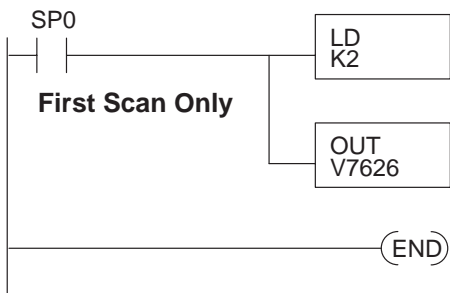 SP0
LD
K2
First Scan Only
OUT
V7626
END